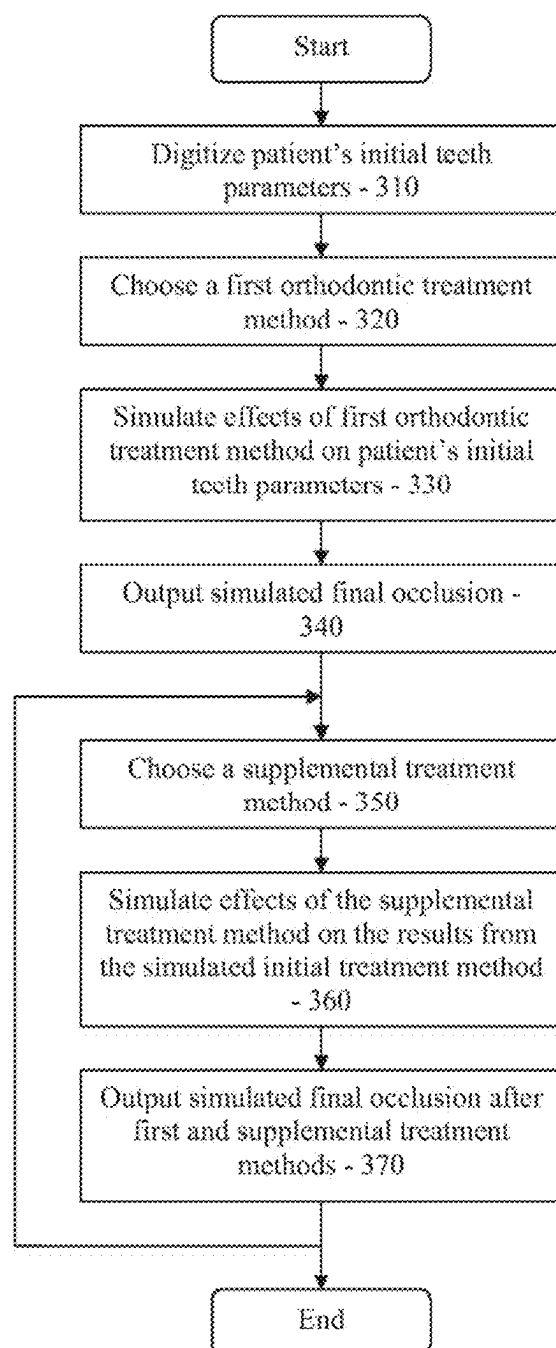 Start
Digitize patient's initial teeth
parameters - 310
Choose a first orthodontic treatment
method - 320
Simulate effects of first orthodontic
treatment method on patient's initial
teeth parameters - 330
Output simulated final occlusion -
340
Choose a supplemental treatment
method - 350
Simulate effects of the supplemental
treatment method on the results from
the simulated initial treatment method
- 360
Output simulated final occlusion after
first and supplemental treatment
methods - 370
End